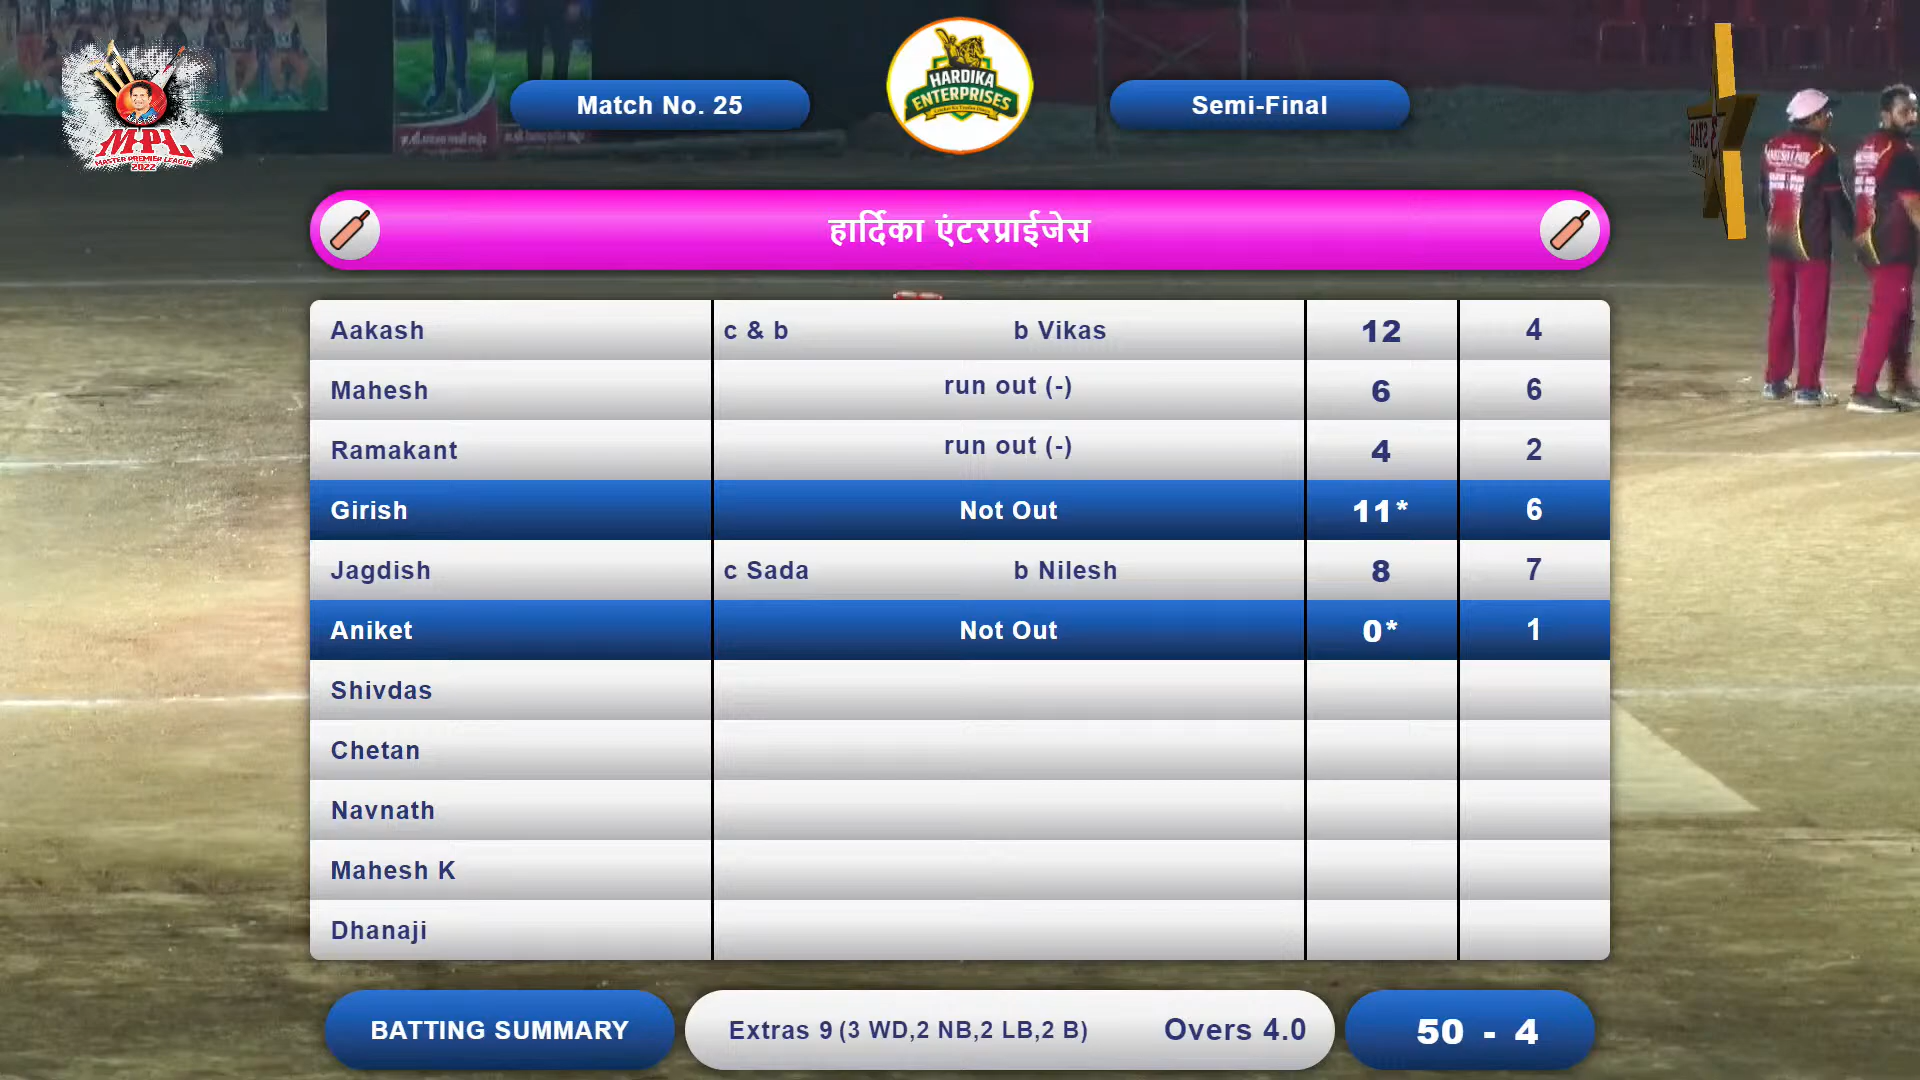 MPL
MASTER PREMIER LEAGUE
2022
Match No. 25
HARDIKA
ENTERPRISES
Semi-Final
हार्दिका एंटरप्राईजेस
Aakash c & b b Vikas 12 4
Mahesh run out (-) 6 6
Ramakant run out (-) 4 2
Girish Not Out 11* 6
Jagdish c Sada b Nilesh 8 7
Aniket Not Out 0* 1
Shivdas
Chetan
Navnath
Mahesh K
Dhanaji
BATTING SUMMARY Extras 9 (3 WD,2 NB,2 LB,2 B) Overs 4.0 50 - 4